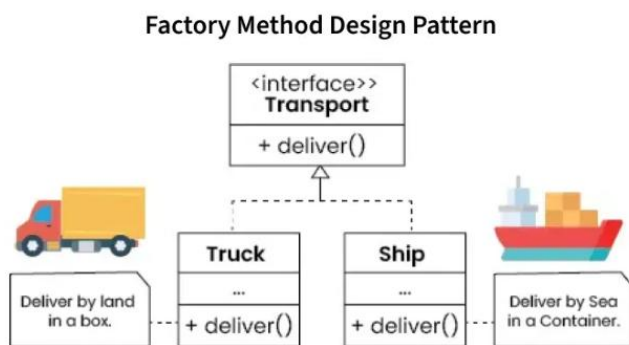 Factory Method Design Pattern
<interface>>
Transport
+ deliver()
Truck
...
+ deliver()
Ship
...
+ deliver()
Deliver by land
in a box.
Deliver by Sea
in a Container.